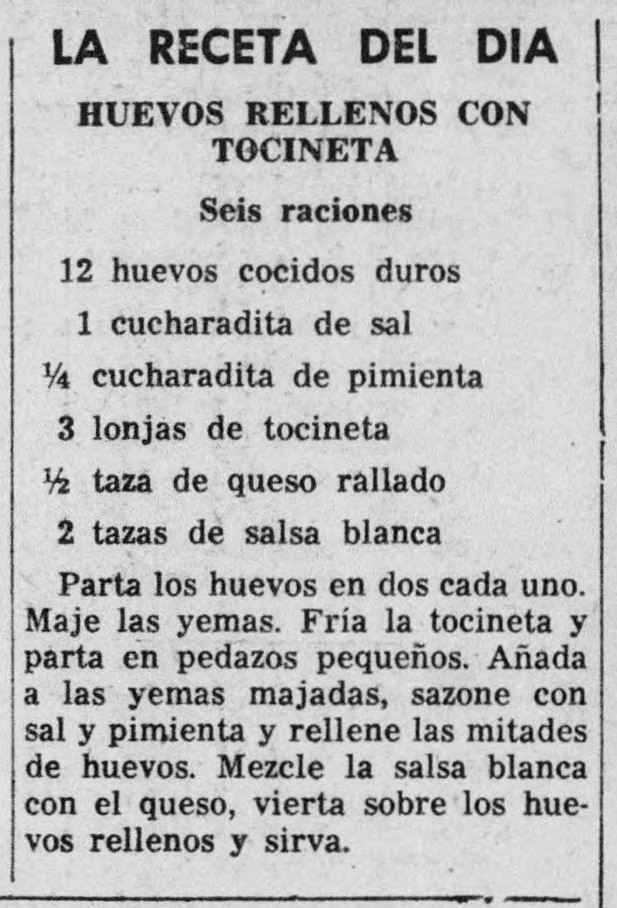 LA RECETA DEL DIA
HUEVOS RELLENOS CON
TOCINETA
Seis raciones
12 huevos cocidos duros
1 cucharadita de sal
¼ cucharadita de pimienta
3 lonjas de tocineta
½ taza de queso rallado
2 tazas de salsa blanca
Parta los huevos en dos cada uno.
Maje las yemas. Fría la tocineta y
parta en pedazos pequeños. Añada
a las yemas majadas, sazone con
sal y pimienta y rellene las mitades
de huevos. Mezcle la salsa blanca
con el queso, vierta sobre los hue-
vos rellenos y sirva.